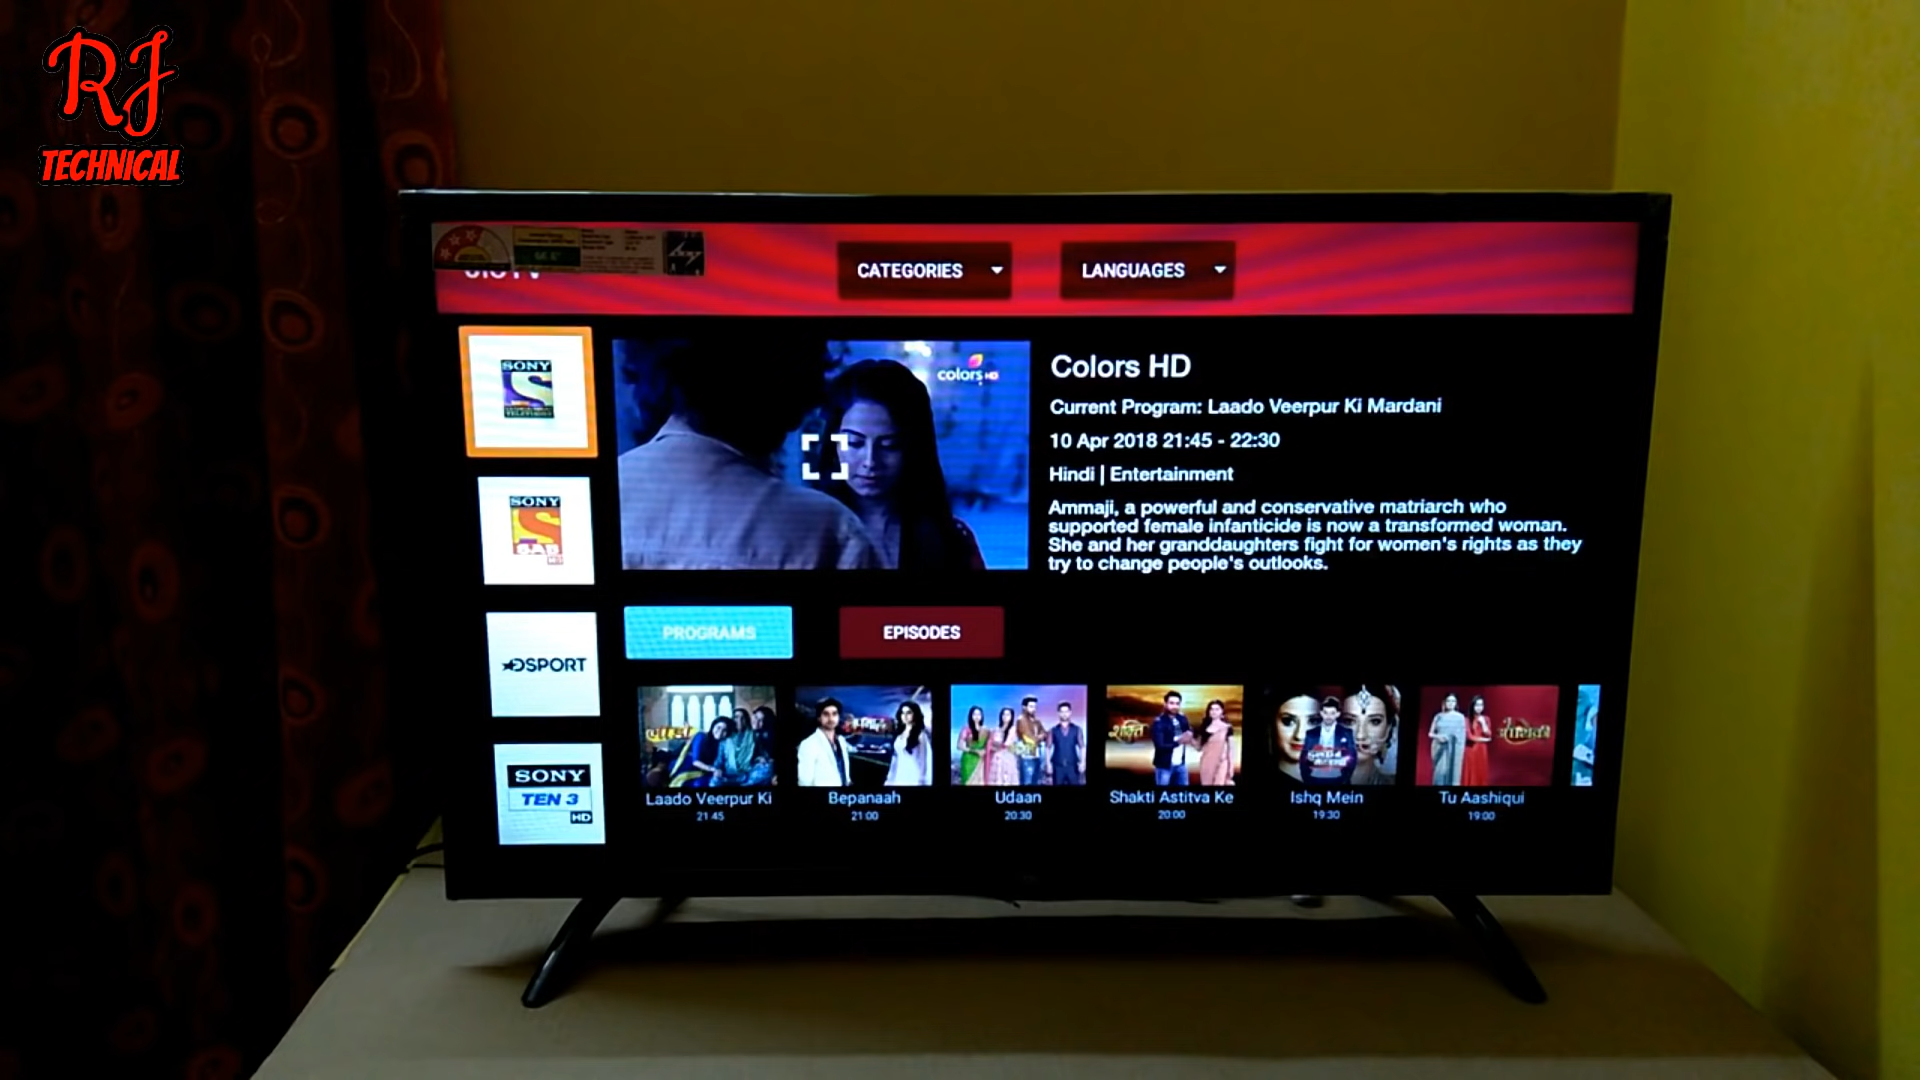 RJ
TECHNICAL
CATEGORIES
LANGUAGES
SONY
SONY
SAB
DSPORT
SONY
TEN 3
HD
colors HD
Colors HD
Current Program: Laado Veerpur Ki Mardani
10 Apr 2018 21:45 - 22:30
Hindi | Entertainment
Ammaji, a powerful and conservative matriarch who
supported female infanticide is now a transformed woman.
She and her granddaughters fight for women's rights as they
try to change people's outlooks.
PROGRAMS
EPISODES
Laado Veerpur Ki
21:45
Bepanaah
21:00
Udaan
20:30
शक्ति
Shakti Astitva Ke
20:00
Ishq Mein
19:30
Tu Aashiqui
19:00